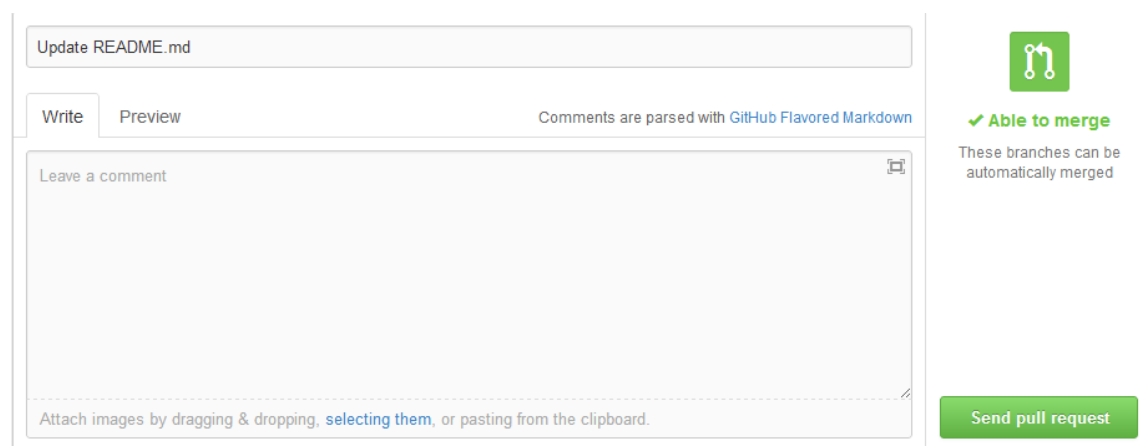 Update README.md
Write Preview Comments are parsed with GitHub Flavored Markdown
Leave a comment
Attach images by dragging & dropping, selecting them, or pasting from the clipboard.
Able to merge
These branches can be
automatically merged
Send pull request